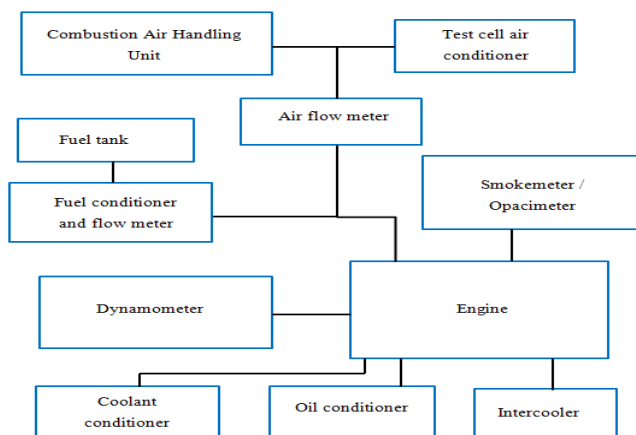 Combustion Air Handling
Unit
Test cell air
conditioner
Air flow meter
Fuel tank
Fuel conditioner
and flow meter
Smokemeter /
Opacimeter
Dynamometer
Engine
Coolant
conditioner
Oil conditioner
Intercooler